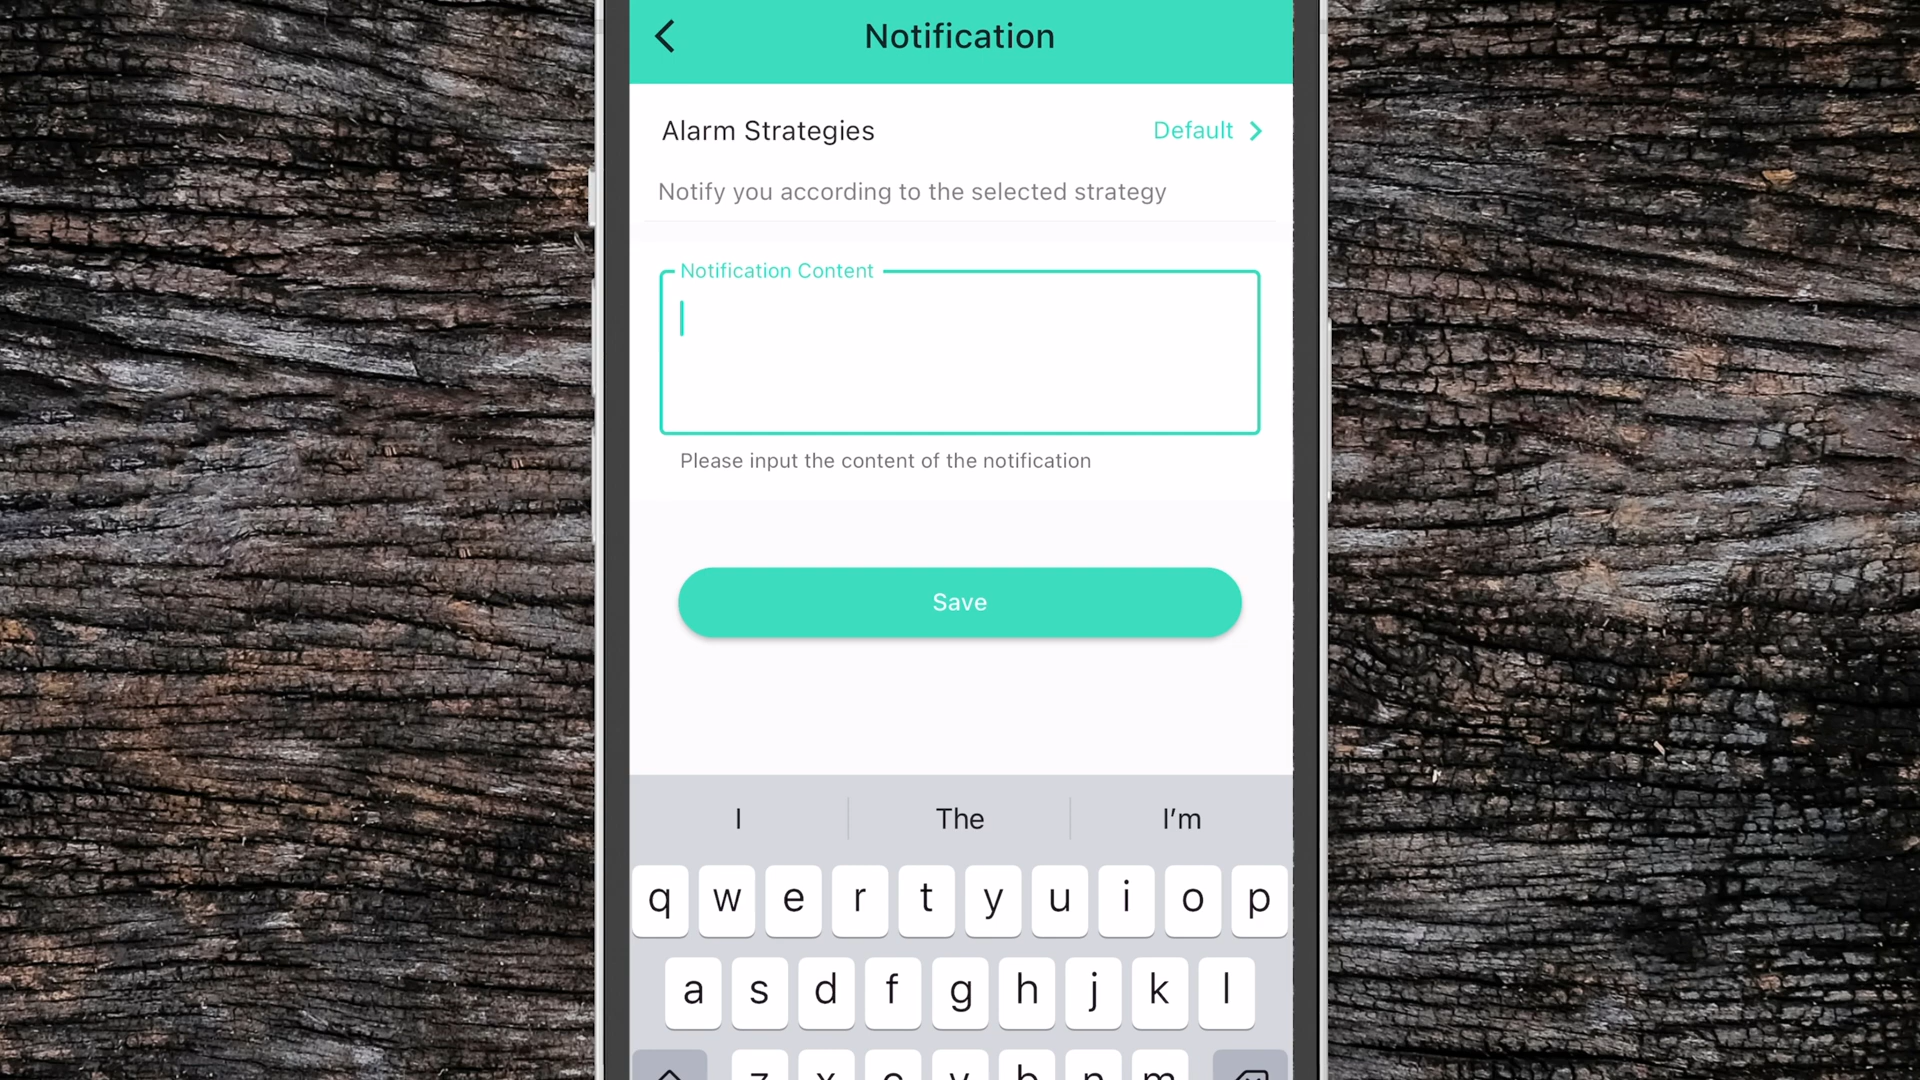 Notification
Alarm Strategies
Default
Notify you according to the selected strategy
Notification Content
Please input the content of the notification
Save
I The I'm
q w e r t y u i o p
a s d f g h j k l
z x c v b n m